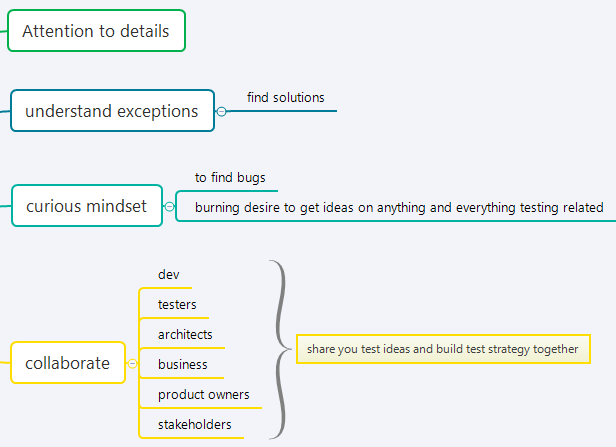 Attention to details
understand exceptions
find solutions
curious mindset
to find bugs
burning desire to get ideas on anything and everything testing related
collaborate
dev
testers
architects
business
product owners
stakeholders
share you test ideas and build test strategy together